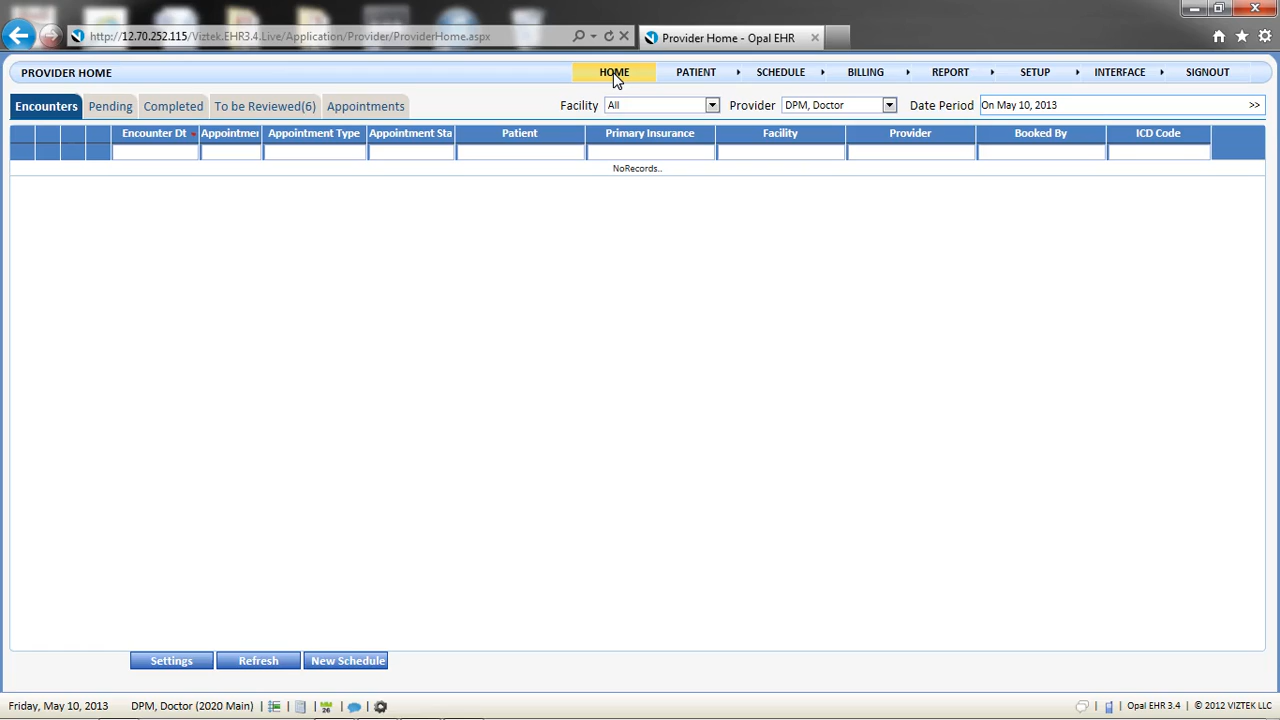 http://12.70.252.115/Viztek.EHR3.4.Live/Application/Provider/ProviderHome.aspx
Provider Home - Opal EHR
PROVIDER HOME
HOME PATIENT SCHEDULE BILLING REPORT SETUP INTERFACE SIGNOUT
Encounters Pending Completed To be Reviewed(6) Appointments Facility All Provider DPM, Doctor Date Period On May 10, 2013 >>
Encounter Dt Appointmer Appointment Type Appointment Sta Patient Primary Insurance Facility Provider Booked By ICD Code
NoRecords..
Settings Refresh New Schedule
Friday, May 10, 2013 DPM, Doctor (2020 Main) 26 Opal EHR 3.4 | © 2012 VIZTEK LLC